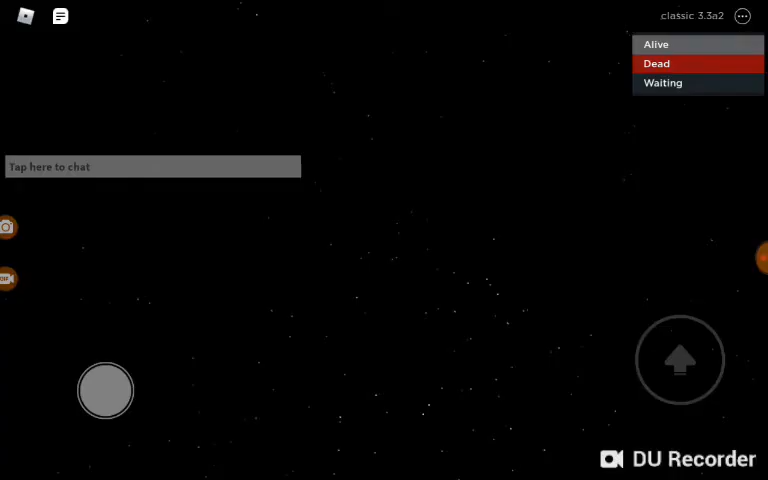 classic 3.3a2
Alive
Dead
Waiting
Tap here to chat
DU Recorder